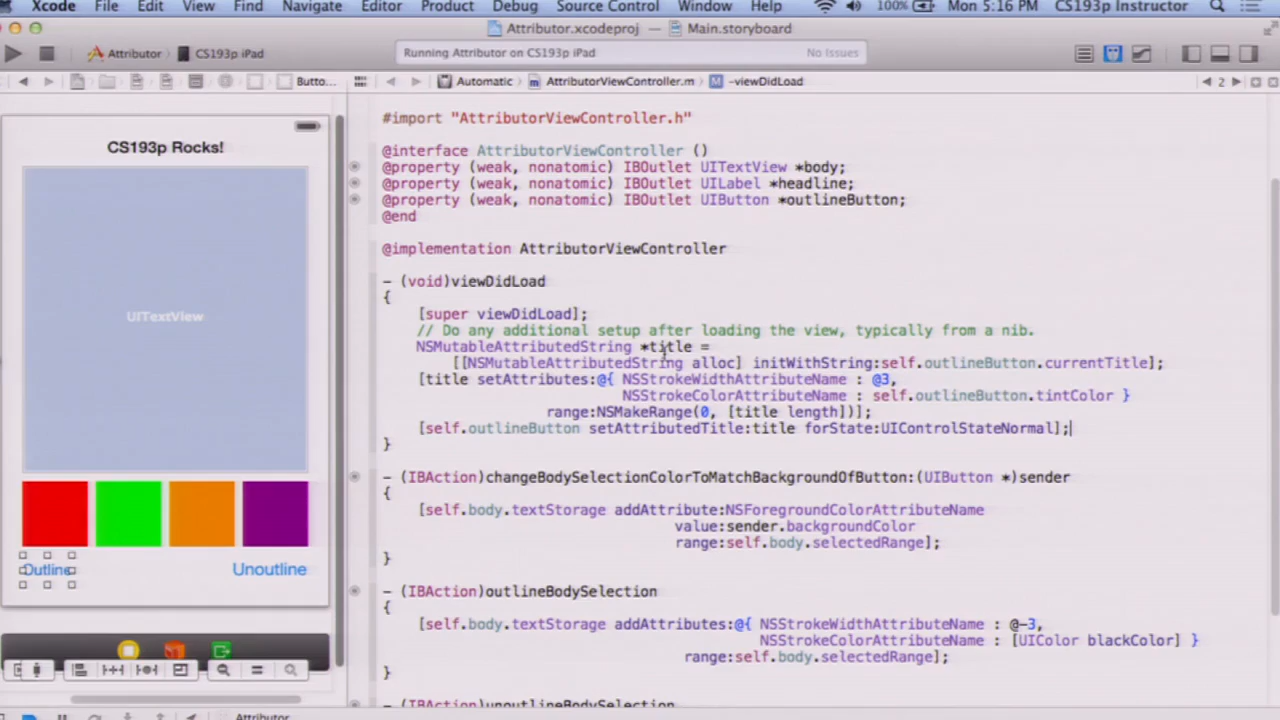 Xcode File Edit View Find Navigate Editor Product Debug Source Control Window Help 100% Mon 5:16 PM CS193p Instructor
Attributor.xcodeproj — Main.storyboard
Attributor CS193p iPad Running Attributor on CS193p iPad No Issues
Butto... Automatic AttributorViewController.m M -viewDidLoad 2
#import "AttributorViewController.h"
CS193p Rocks!
@interface AttributorViewController ()
@property (weak, nonatomic) IBOutlet UITextView *body;
@property (weak, nonatomic) IBOutlet UILabel *headline;
@property (weak, nonatomic) IBOutlet UIButton *outlineButton;
@end
@implementation AttributorViewController
- (void)viewDidLoad
{
[super viewDidLoad];
UITextView
// Do any additional setup after loading the view, typically from a nib.
NSMutableAttributedString *title =
[[NSMutableAttributedString alloc] initWithString:self.outlineButton.currentTitle];
[title setAttributes:@{ NSStrokeWidthAttributeName : @3,
NSStrokeColorAttributeName : self.outlineButton.tintColor }
range:NSMakeRange(0, [title length])];
[self.outlineButton setAttributedTitle:title forState:UIControlStateNormal];
}
- (IBAction)changeBodySelectionColorToMatchBackgroundOfButton:(UIButton *)sender
{
[self.body.textStorage addAttribute:NSForegroundColorAttributeName
value:sender.backgroundColor
range:self.body.selectedRange];
}
Outline Unoutline
- (IBAction)outlineBodySelection
{
[self.body.textStorage addAttributes:@{ NSStrokeWidthAttributeName : @-3,
NSStrokeColorAttributeName : [UIColor blackColor] }
range:self.body.selectedRange];
}
- (IBAction)unoutlineBodySelection
Attributor